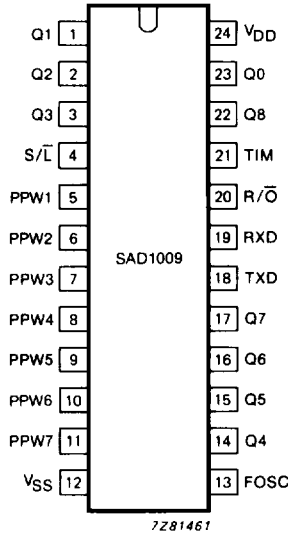 Q1 1 24 VDD
Q2 2 23 Q0
Q3 3 22 Q8
S/L̅ 4 21 TIM
PPW1 5 20 R/O̅
PPW2 6 19 RXD
SAD1009
PPW3 7 18 TXD
PPW4 8 17 Q7
PPW5 9 16 Q6
PPW6 10 15 Q5
PPW7 11 14 Q4
VSS 12 13 FOSC
7Z81461